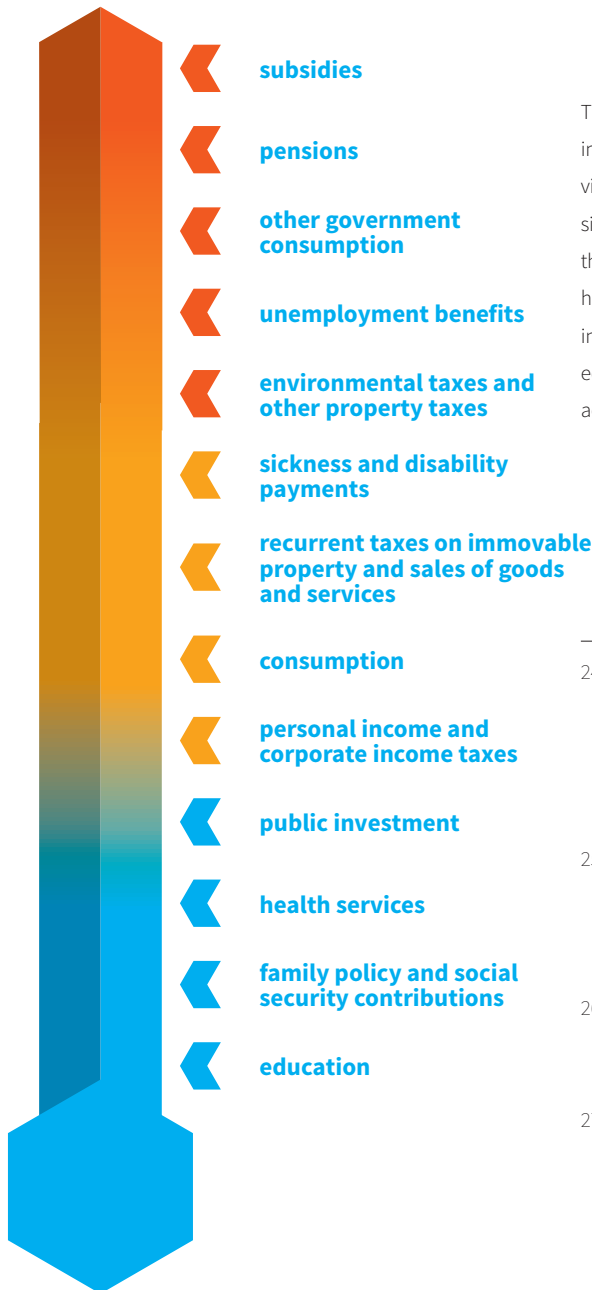 subsidies
pensions
other government
consumption
unemployment benefits
environmental taxes and
other property taxes
sickness and disability
payments
recurrent taxes on immovable
property and sales of goods
and services
consumption
personal income and
corporate income taxes
public investment
health services
family policy and social
security contributions
education